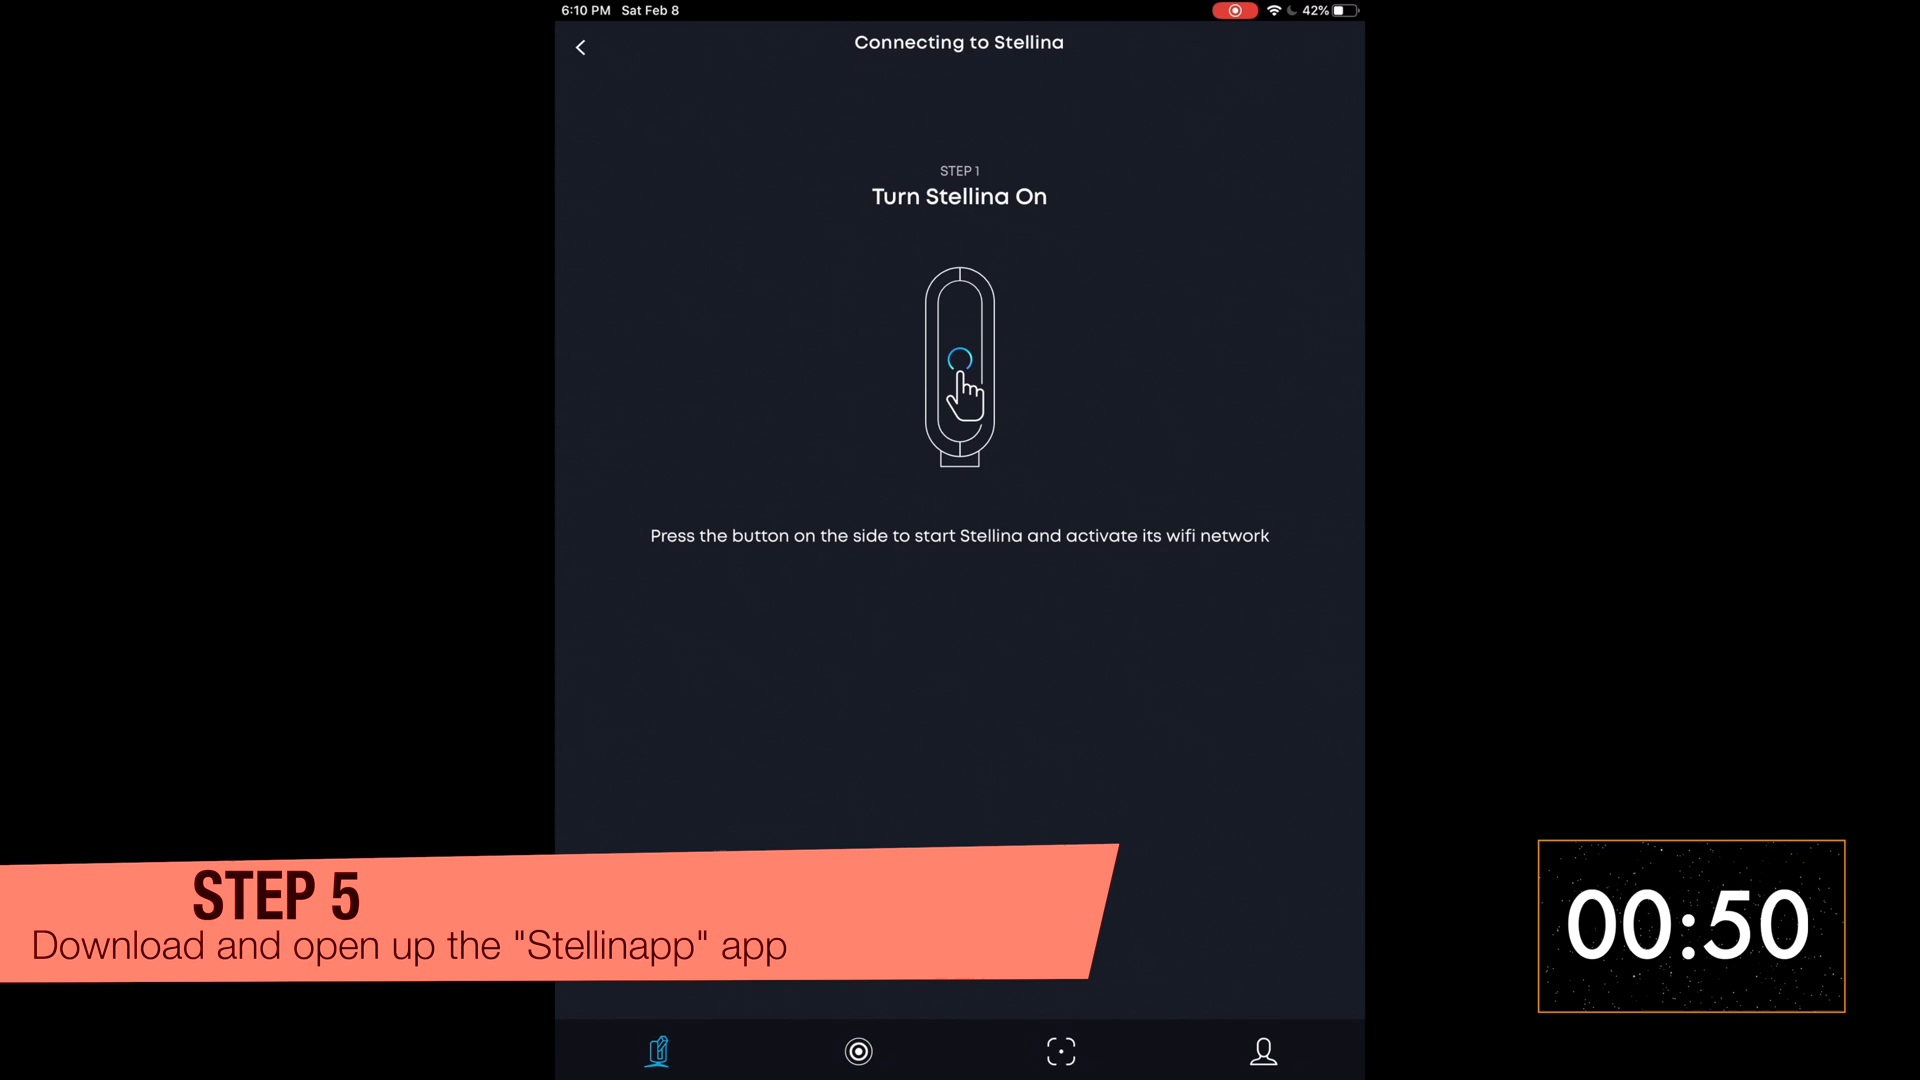 6:10 PM Sat Feb 8
42%
Connecting to Stellina
STEP 1
Turn Stellina On
Press the button on the side to start Stellina and activate its wifi network
STEP 5
Download and open up the "Stellinapp" app
00:50